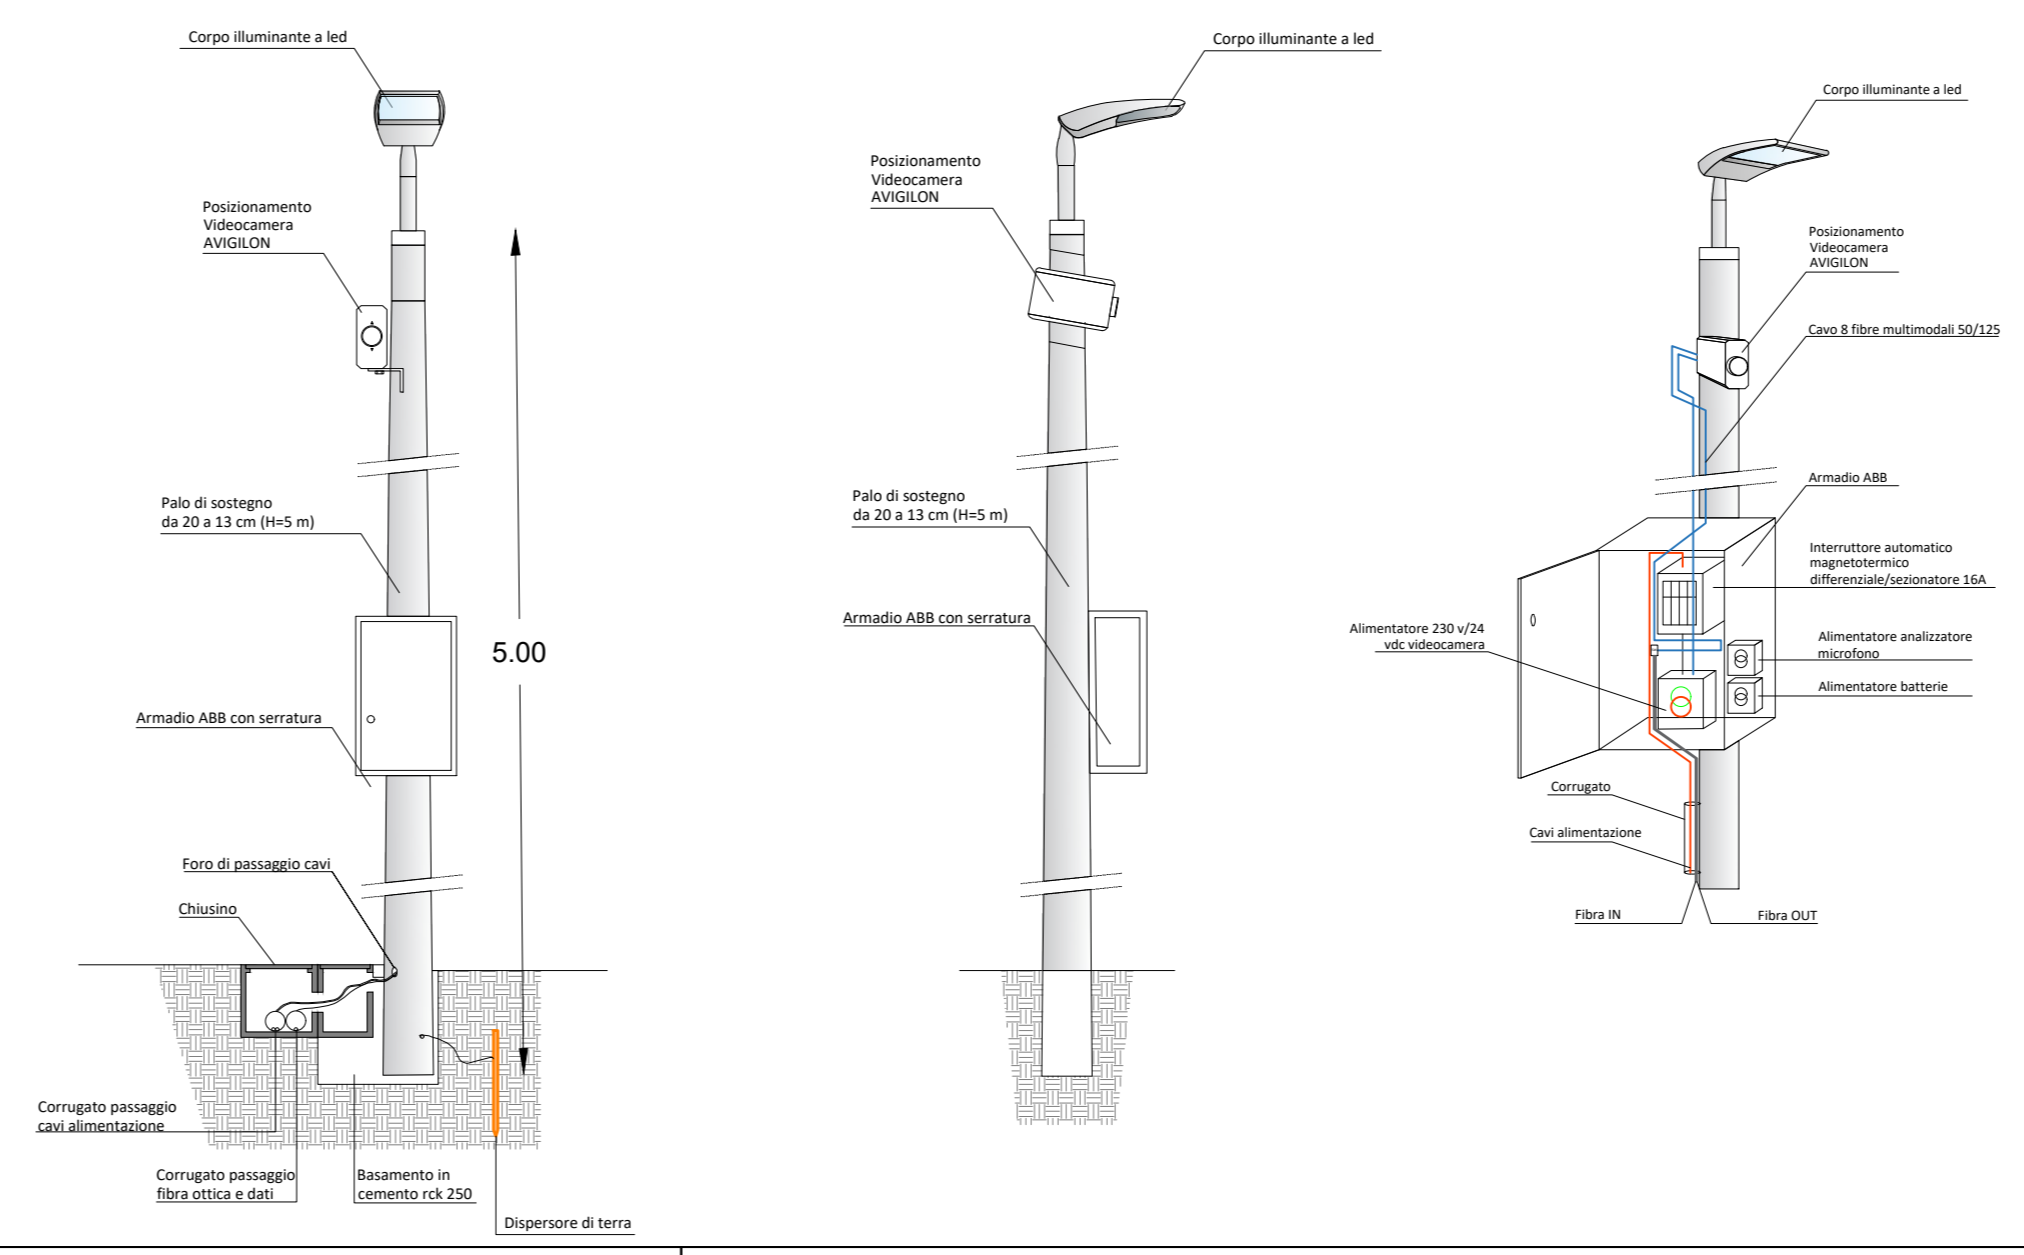 Corpo illuminante a led
Posizionamento
Videocamera
AVIGILON
5.00
Palo di sostegno
da 20 a 13 cm (H=5 m)
Armadio ABB con serratura
Foro di passaggio cavi
Chiusino
Corrugato passaggio
cavi alimentazione
Corrugato passaggio
fibra ottica e dati
Basamento in
cemento rck 250
Dispersore di terra
Corpo illuminante a led
Posizionamento
Videocamera
AVIGILON
Palo di sostegno
da 20 a 13 cm (H=5 m)
Armadio ABB con serratura
Corpo illuminante a led
Posizionamento
Videocamera
AVIGILON
Cavo 8 fibre multimodali 50/125
Armadio ABB
Interruttore automatico
magnetotermico
differenziale/sezionatore 16A
Alimentatore 230 v/24
vdc videocamera
Alimentatore analizzatore
microfono
Alimentatore batterie
Corrugato
Cavi alimentazione
Fibra IN
Fibra OUT